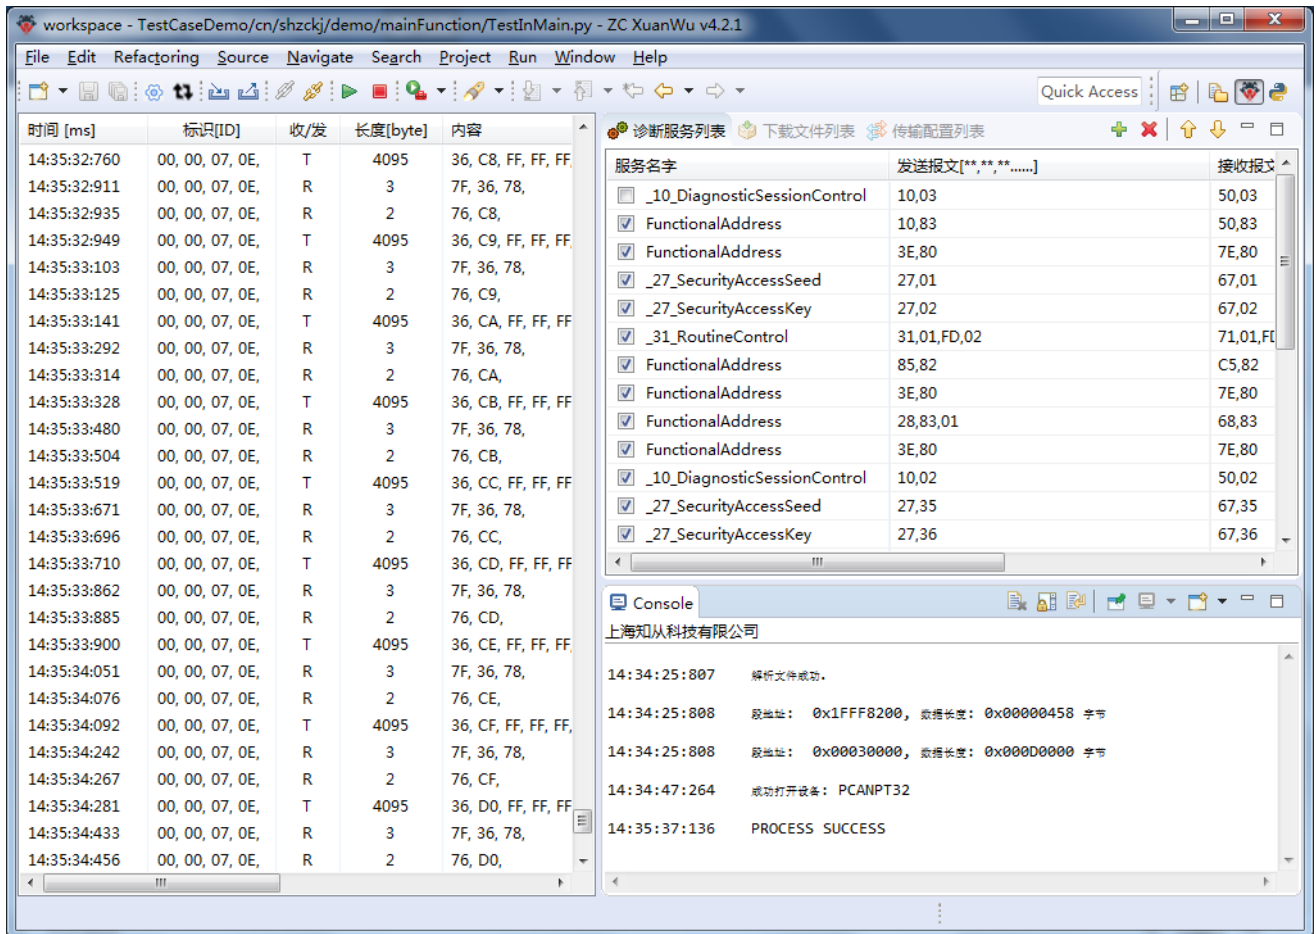 workspace - TestCaseDemo/cn/shzckj/demo/mainFunction/TestInMain.py - ZC XuanWu v4.2.1
File Edit Refactoring Source Navigate Search Project Run Window Help
Quick Access
时间 [ms] 标识[ID] 收/发 长度[byte] 内容
14:35:32:760 00, 00, 07, 0E, T 4095 36, C8, FF, FF, FF,
14:35:32:911 00, 00, 07, 0E, R 3 7F, 36, 78,
14:35:32:935 00, 00, 07, 0E, R 2 76, C8,
14:35:32:949 00, 00, 07, 0E, T 4095 36, C9, FF, FF, FF,
14:35:33:103 00, 00, 07, 0E, R 3 7F, 36, 78,
14:35:33:125 00, 00, 07, 0E, R 2 76, C9,
14:35:33:141 00, 00, 07, 0E, T 4095 36, CA, FF, FF, FF
14:35:33:292 00, 00, 07, 0E, R 3 7F, 36, 78,
14:35:33:314 00, 00, 07, 0E, R 2 76, CA,
14:35:33:328 00, 00, 07, 0E, T 4095 36, CB, FF, FF, FF
14:35:33:480 00, 00, 07, 0E, R 3 7F, 36, 78,
14:35:33:504 00, 00, 07, 0E, R 2 76, CB,
14:35:33:519 00, 00, 07, 0E, T 4095 36, CC, FF, FF, FF
14:35:33:671 00, 00, 07, 0E, R 3 7F, 36, 78,
14:35:33:696 00, 00, 07, 0E, R 2 76, CC,
14:35:33:710 00, 00, 07, 0E, T 4095 36, CD, FF, FF, FF
14:35:33:862 00, 00, 07, 0E, R 3 7F, 36, 78,
14:35:33:885 00, 00, 07, 0E, R 2 76, CD,
14:35:33:900 00, 00, 07, 0E, T 4095 36, CE, FF, FF, FF,
14:35:34:051 00, 00, 07, 0E, R 3 7F, 36, 78,
14:35:34:076 00, 00, 07, 0E, R 2 76, CE,
14:35:34:092 00, 00, 07, 0E, T 4095 36, CF, FF, FF, FF,
14:35:34:242 00, 00, 07, 0E, R 3 7F, 36, 78,
14:35:34:267 00, 00, 07, 0E, R 2 76, CF,
14:35:34:281 00, 00, 07, 0E, T 4095 36, D0, FF, FF, FF
14:35:34:433 00, 00, 07, 0E, R 3 7F, 36, 78,
14:35:34:456 00, 00, 07, 0E, R 2 76, D0,
诊断服务列表 下载文件列表 传输配置列表
服务名字 发送报文[**,**,**......] 接收报文
_10_DiagnosticSessionControl 10,03 50,03
FunctionalAddress 10,83 50,83
FunctionalAddress 3E,80 7E,80
_27_SecurityAccessSeed 27,01 67,01
_27_SecurityAccessKey 27,02 67,02
_31_RoutineControl 31,01,FD,02 71,01,FD
FunctionalAddress 85,82 C5,82
FunctionalAddress 3E,80 7E,80
FunctionalAddress 28,83,01 68,83
FunctionalAddress 3E,80 7E,80
_10_DiagnosticSessionControl 10,02 50,02
_27_SecurityAccessSeed 27,35 67,35
_27_SecurityAccessKey 27,36 67,36
Console
上海知从科技有限公司
14:34:25:807 解析文件成功.
14:34:25:808 段地址: 0x1FFF8200, 数据长度: 0x00000458 字节
14:34:25:808 段地址: 0x00030000, 数据长度: 0x000D0000 字节
14:34:47:264 成功打开设备: PCANPT32
14:35:37:136 PROCESS SUCCESS